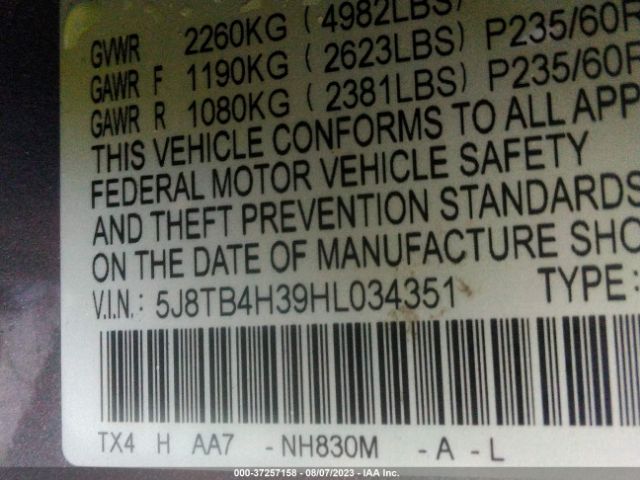 GVWR 2260KG (4982LBS)
GAWR F 1190KG (2623LBS) P235/60R
GAWR R 1080KG (2381LBS) P235/60R
THIS VEHICLE CONFORMS TO ALL APP
FEDERAL MOTOR VEHICLE SAFETY
AND THEFT PREVENTION STANDARDS
ON THE DATE OF MANUFACTURE SHO
V.I.N.: 5J8TB4H39HL034351 TYPE:
TX4 H AA7 -NH830M -A-L
000-37257158 - 08/07/2023 - IAA Inc.